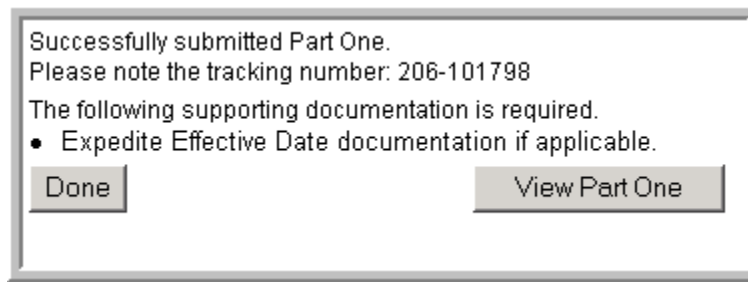 Successfully submitted Part One.
Please note the tracking number: 206-101798
The following supporting documentation is required.
● Expedite Effective Date documentation if applicable.
Done View Part One